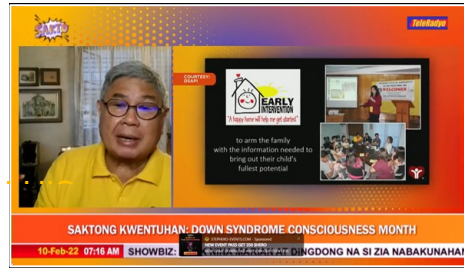 SAKTO
TeleRadyo
COURTESY:
DSAPI
EARLY
INTERVENTION
"A happy home will help me get started"
to arm the family
with the information needed to
bring out their child's
fullest potential
SAKTONG KWENTUHAN: DOWN SYNDROME CONSCIOUSNESS MONTH
10-Feb-22 07:16 AM SHOWBIZ: DINGDONG NA SI ZIA NABAKUNAHAN